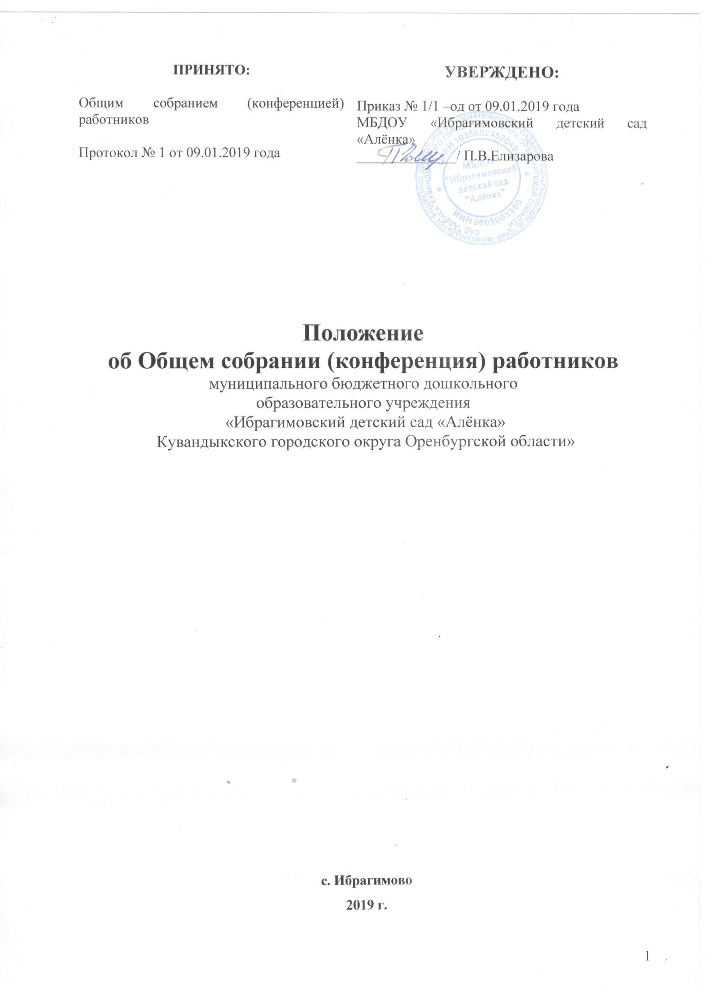 ПРИНЯТО:
Общим собранием (конференцией)
работников
Протокол № 1 от 09.01.2019 года
УВЕРЖДЕНО:
Приказ № 1/1 –од от 09.01.2019 года
МБДОУ «Ибрагимовский детский сад
«Алёнка»
/ П.В.Елизарова
ОГРН 1035602452049
МБДОУ
“Ибрагимовский
детский сад
“Алёнка”
ИНН5605003380
Положение
об Общем собрании (конференция) работников
муниципального бюджетного дошкольного
образовательного учреждения
«Ибрагимовский детский сад «Алёнка»
Кувандыкского городского округа Оренбургской области»
с. Ибрагимово
2019 г.
1